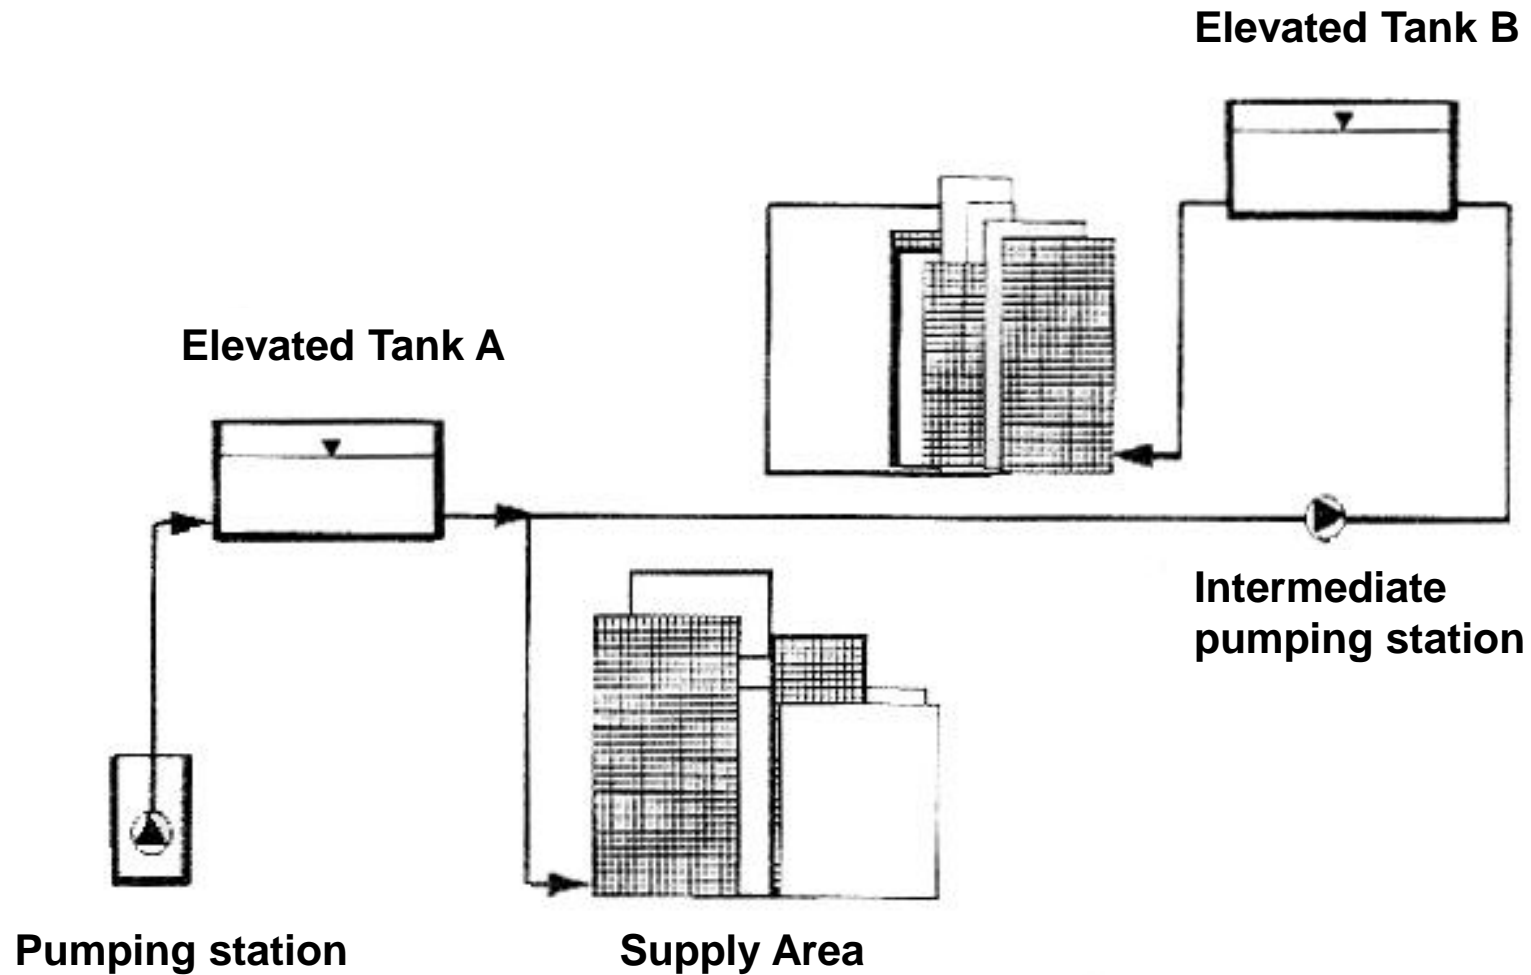 Elevated Tank B
Elevated Tank A
Intermediate
pumping station
Pumping station
Supply Area